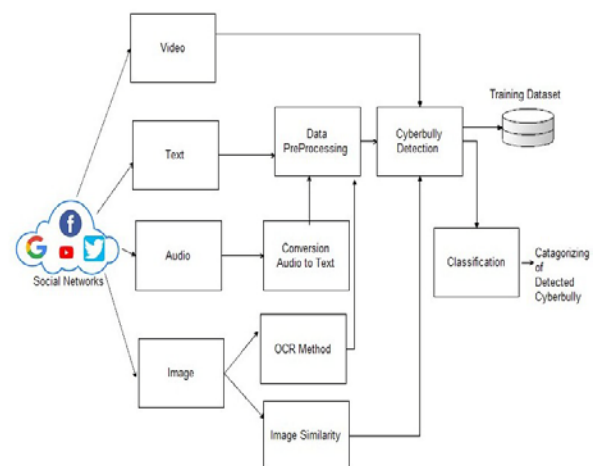 Video
Training Dataset
Data
PreProcessing
Cyberbully
Detection
Text
f
G
Social Networks
Audio
Conversion
Audio to Text
Classification
Catagorizing
of
Detected
Cyberbully
OCR Method
Image
Image Similarity